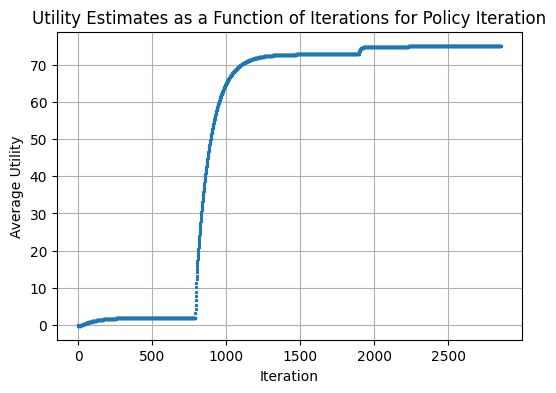 Utility Estimates as a Function of Iterations for Policy Iteration
Average Utility
70
60
50
40
30
20
10
0
0 500 1000 1500 2000 2500
Iteration